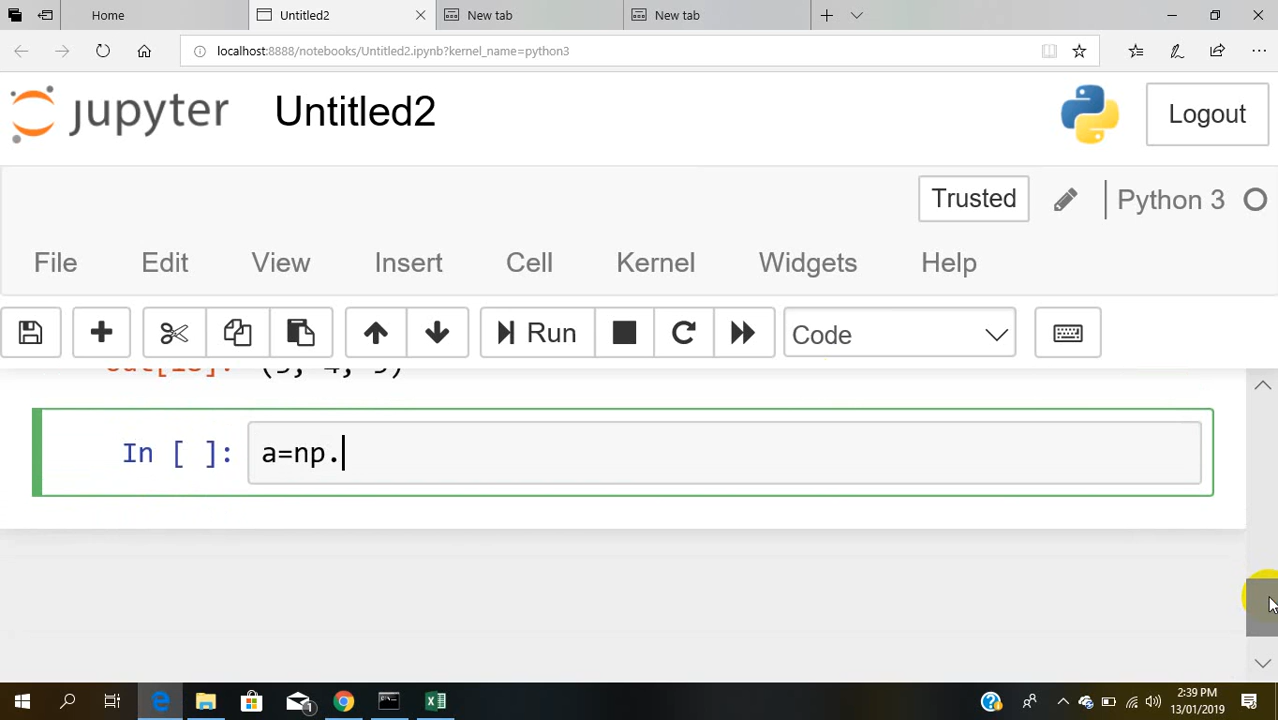 Home
Untitled2
New tab
New tab
localhost:8888/notebooks/Untitled2.ipynb?kernel_name=python3
jupyter
Untitled2
Logout
Trusted
Python 3
File Edit View Insert Cell Kernel Widgets Help
Run
Code
In [ ]: a=np.
2:39 PM
13/01/2019